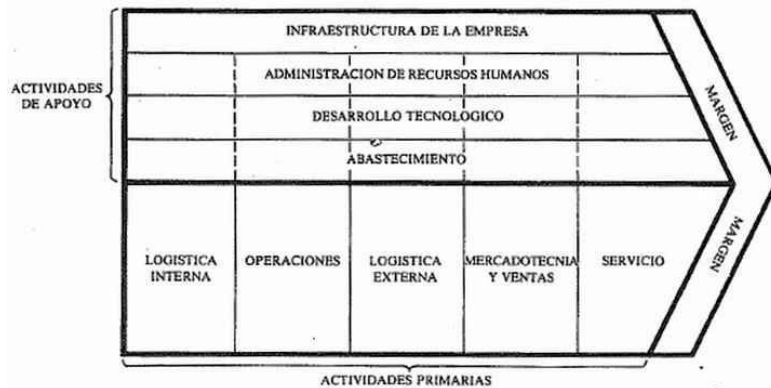 INFRAESTRUCTURA DE LA EMPRESA
ADMINISTRACION DE RECURSOS HUMANOS
ACTIVIDADES
DE APOYO
DESARROLLO TECNOLOGICO
ABASTECIMIENTO
MARGEN
MARGEN
LOGISTICA
INTERNA
OPERACIONES
LOGISTICA
EXTERNA
MERCADOTECNIA
Y VENTAS
SERVICIO
ACTIVIDADES PRIMARIAS